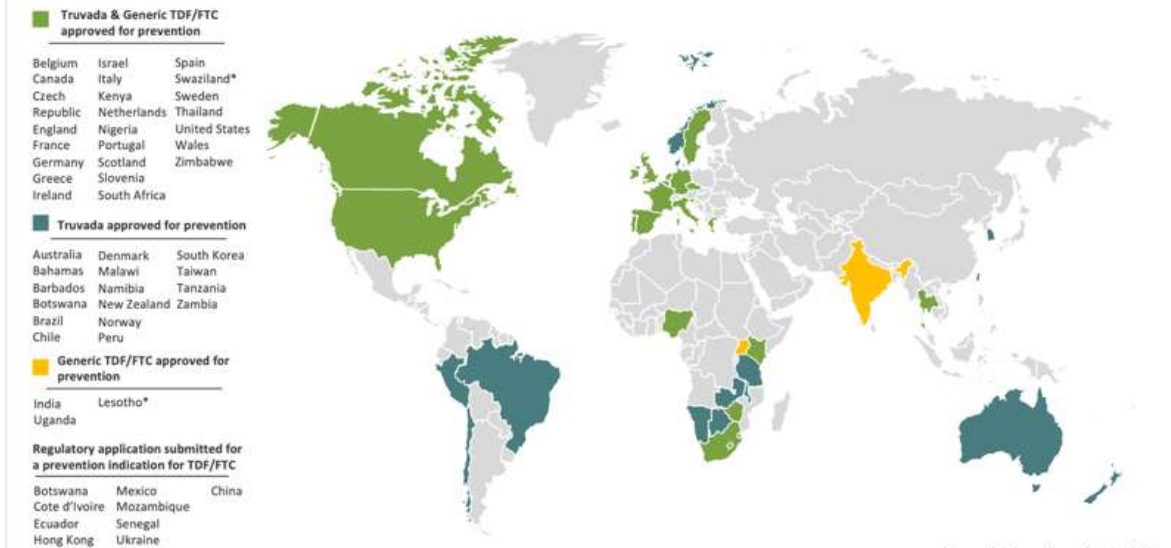 Truvada & Generic TDF/FTC
approved for prevention
Belgium Israel Spain
Canada Italy Swaziland*
Czech Kenya Sweden
Republic Netherlands Thailand
England Nigeria United States
France Portugal Wales
Germany Scotland Zimbabwe
Greece Slovenia
Ireland South Africa
Truvada approved for prevention
Australia Denmark South Korea
Bahamas Malawi Taiwan
Barbados Namibia Tanzania
Botswana New Zealand Zambia
Brazil Norway
Chile Peru
Generic TDF/FTC approved for
prevention
India Lesotho*
Uganda
Regulatory application submitted for
a prevention indication for TDF/FTC
Botswana Mexico China
Cote d'Ivoire Mozambique
Ecuador Senegal
Hong Kong Ukraine